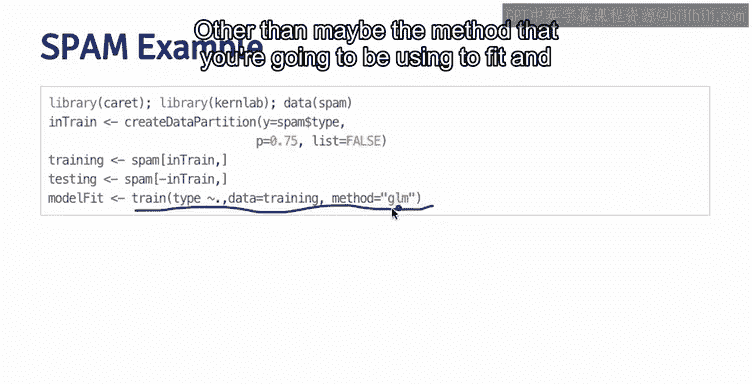 Other than maybe the method that
you're going to be using to fit and
SPAM Example
library(caret); library(kernlab); data(spam)
inTrain <- createDataPartition(y=spam$type,
p=0.75, list=FALSE)
training <- spam[inTrain,]
testing <- spam[-inTrain,]
modelFit <- train(type ~.,data=training, method="glm")